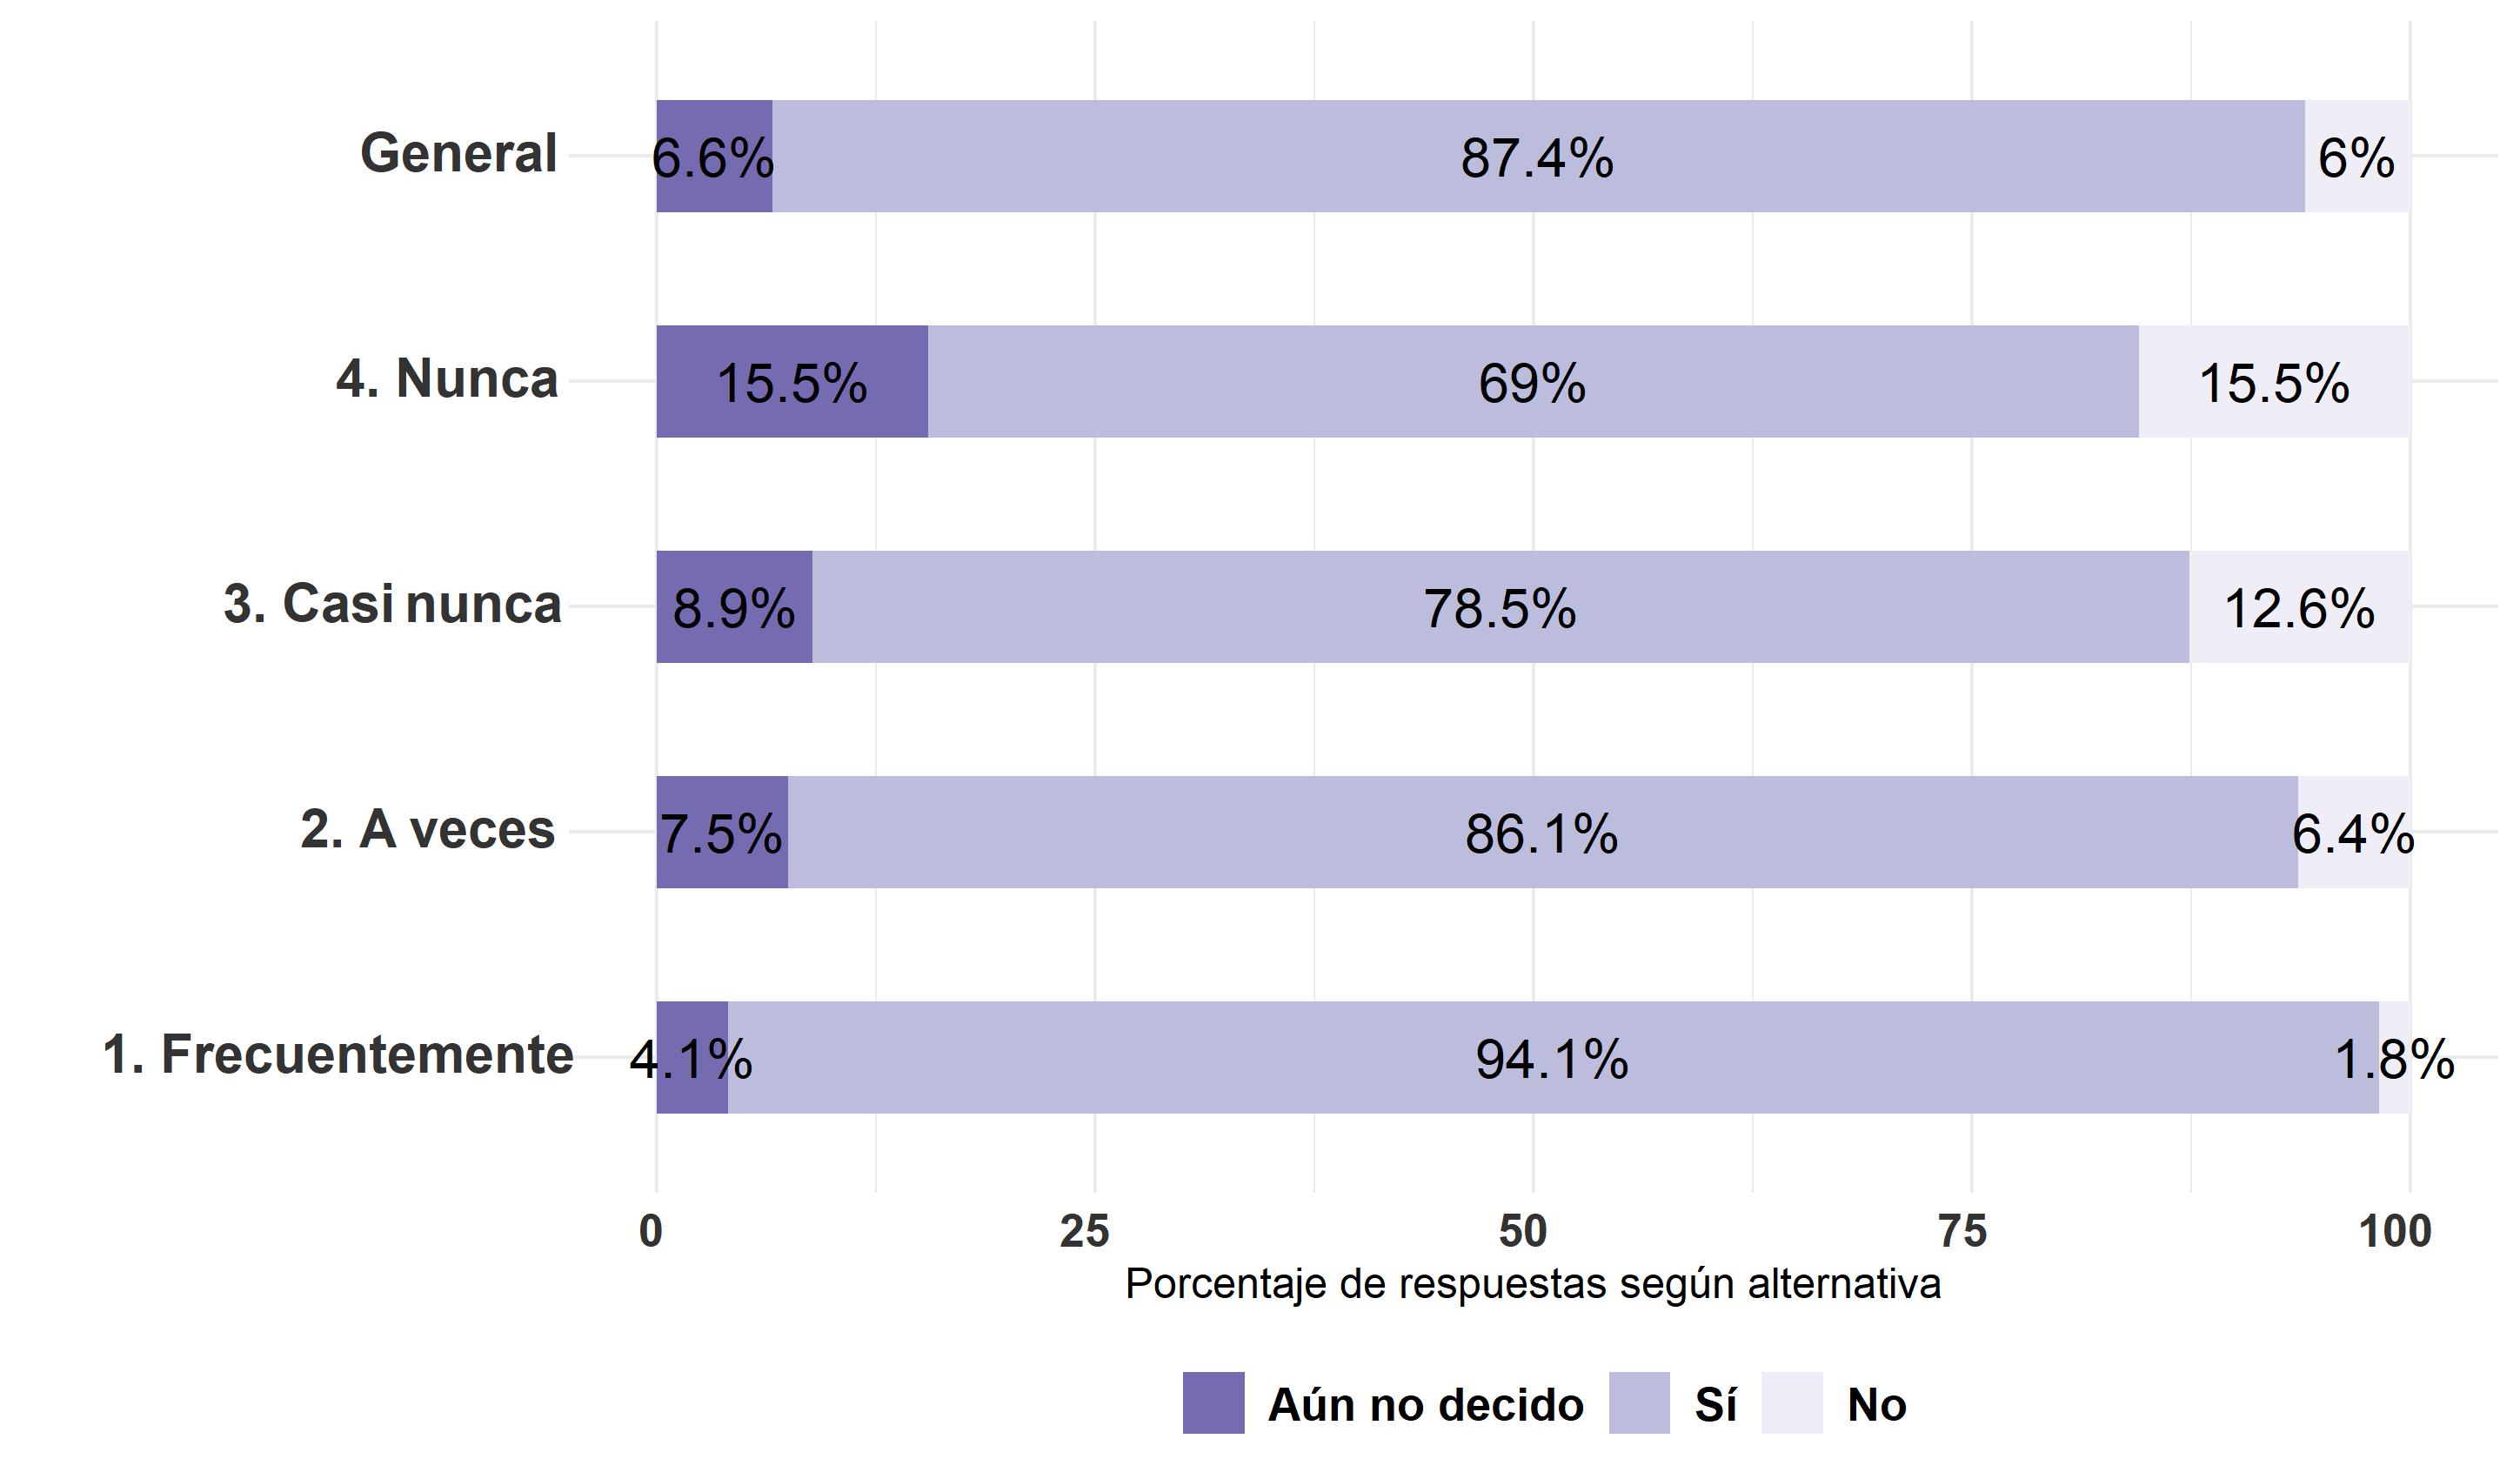 General 6.6% 87.4% 6%
4. Nunca 15.5% 69% 15.5%
3. Casi nunca 8.9% 78.5% 12.6%
2. A veces 7.5% 86.1% 6.4%
1. Frecuentemente 4.1% 94.1% 1.8%
0 25 50 75 100
Porcentaje de respuestas según alternativa
Aún no decido Sí No